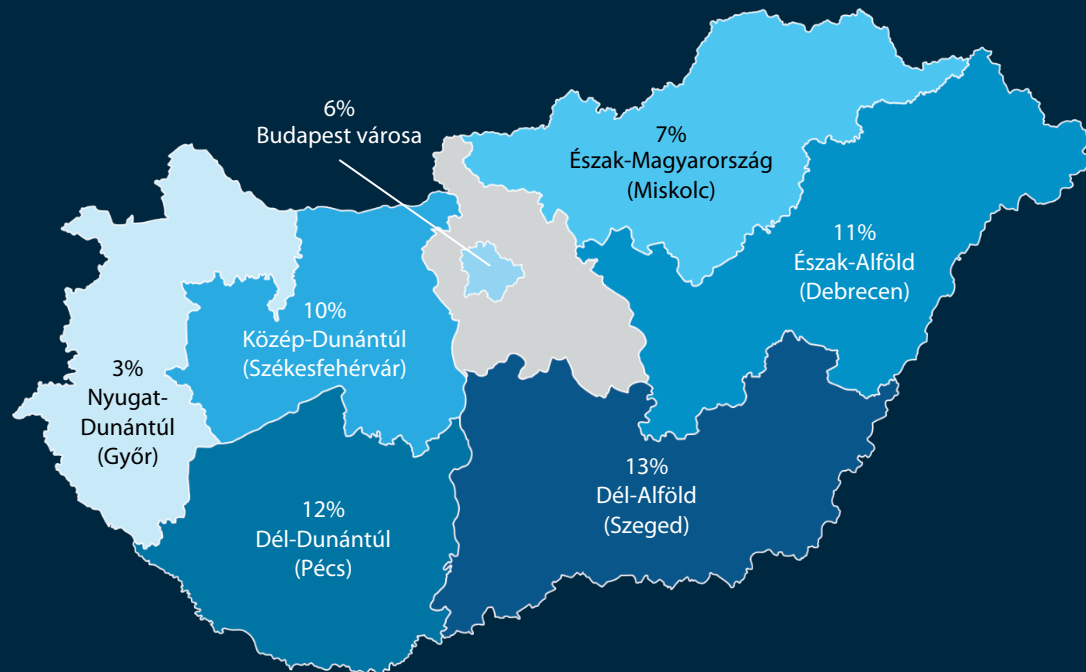 6%
Budapest városa
7%
Észak-Magyarország
(Miskolc)
11%
Észak-Alföld
(Debrecen)
10%
Közép-Dunántúl
(Székesfehérvár)
3%
Nyugat-
Dunántúl
(Győr)
13%
Dél-Alföld
(Szeged)
12%
Dél-Dunántúl
(Pécs)